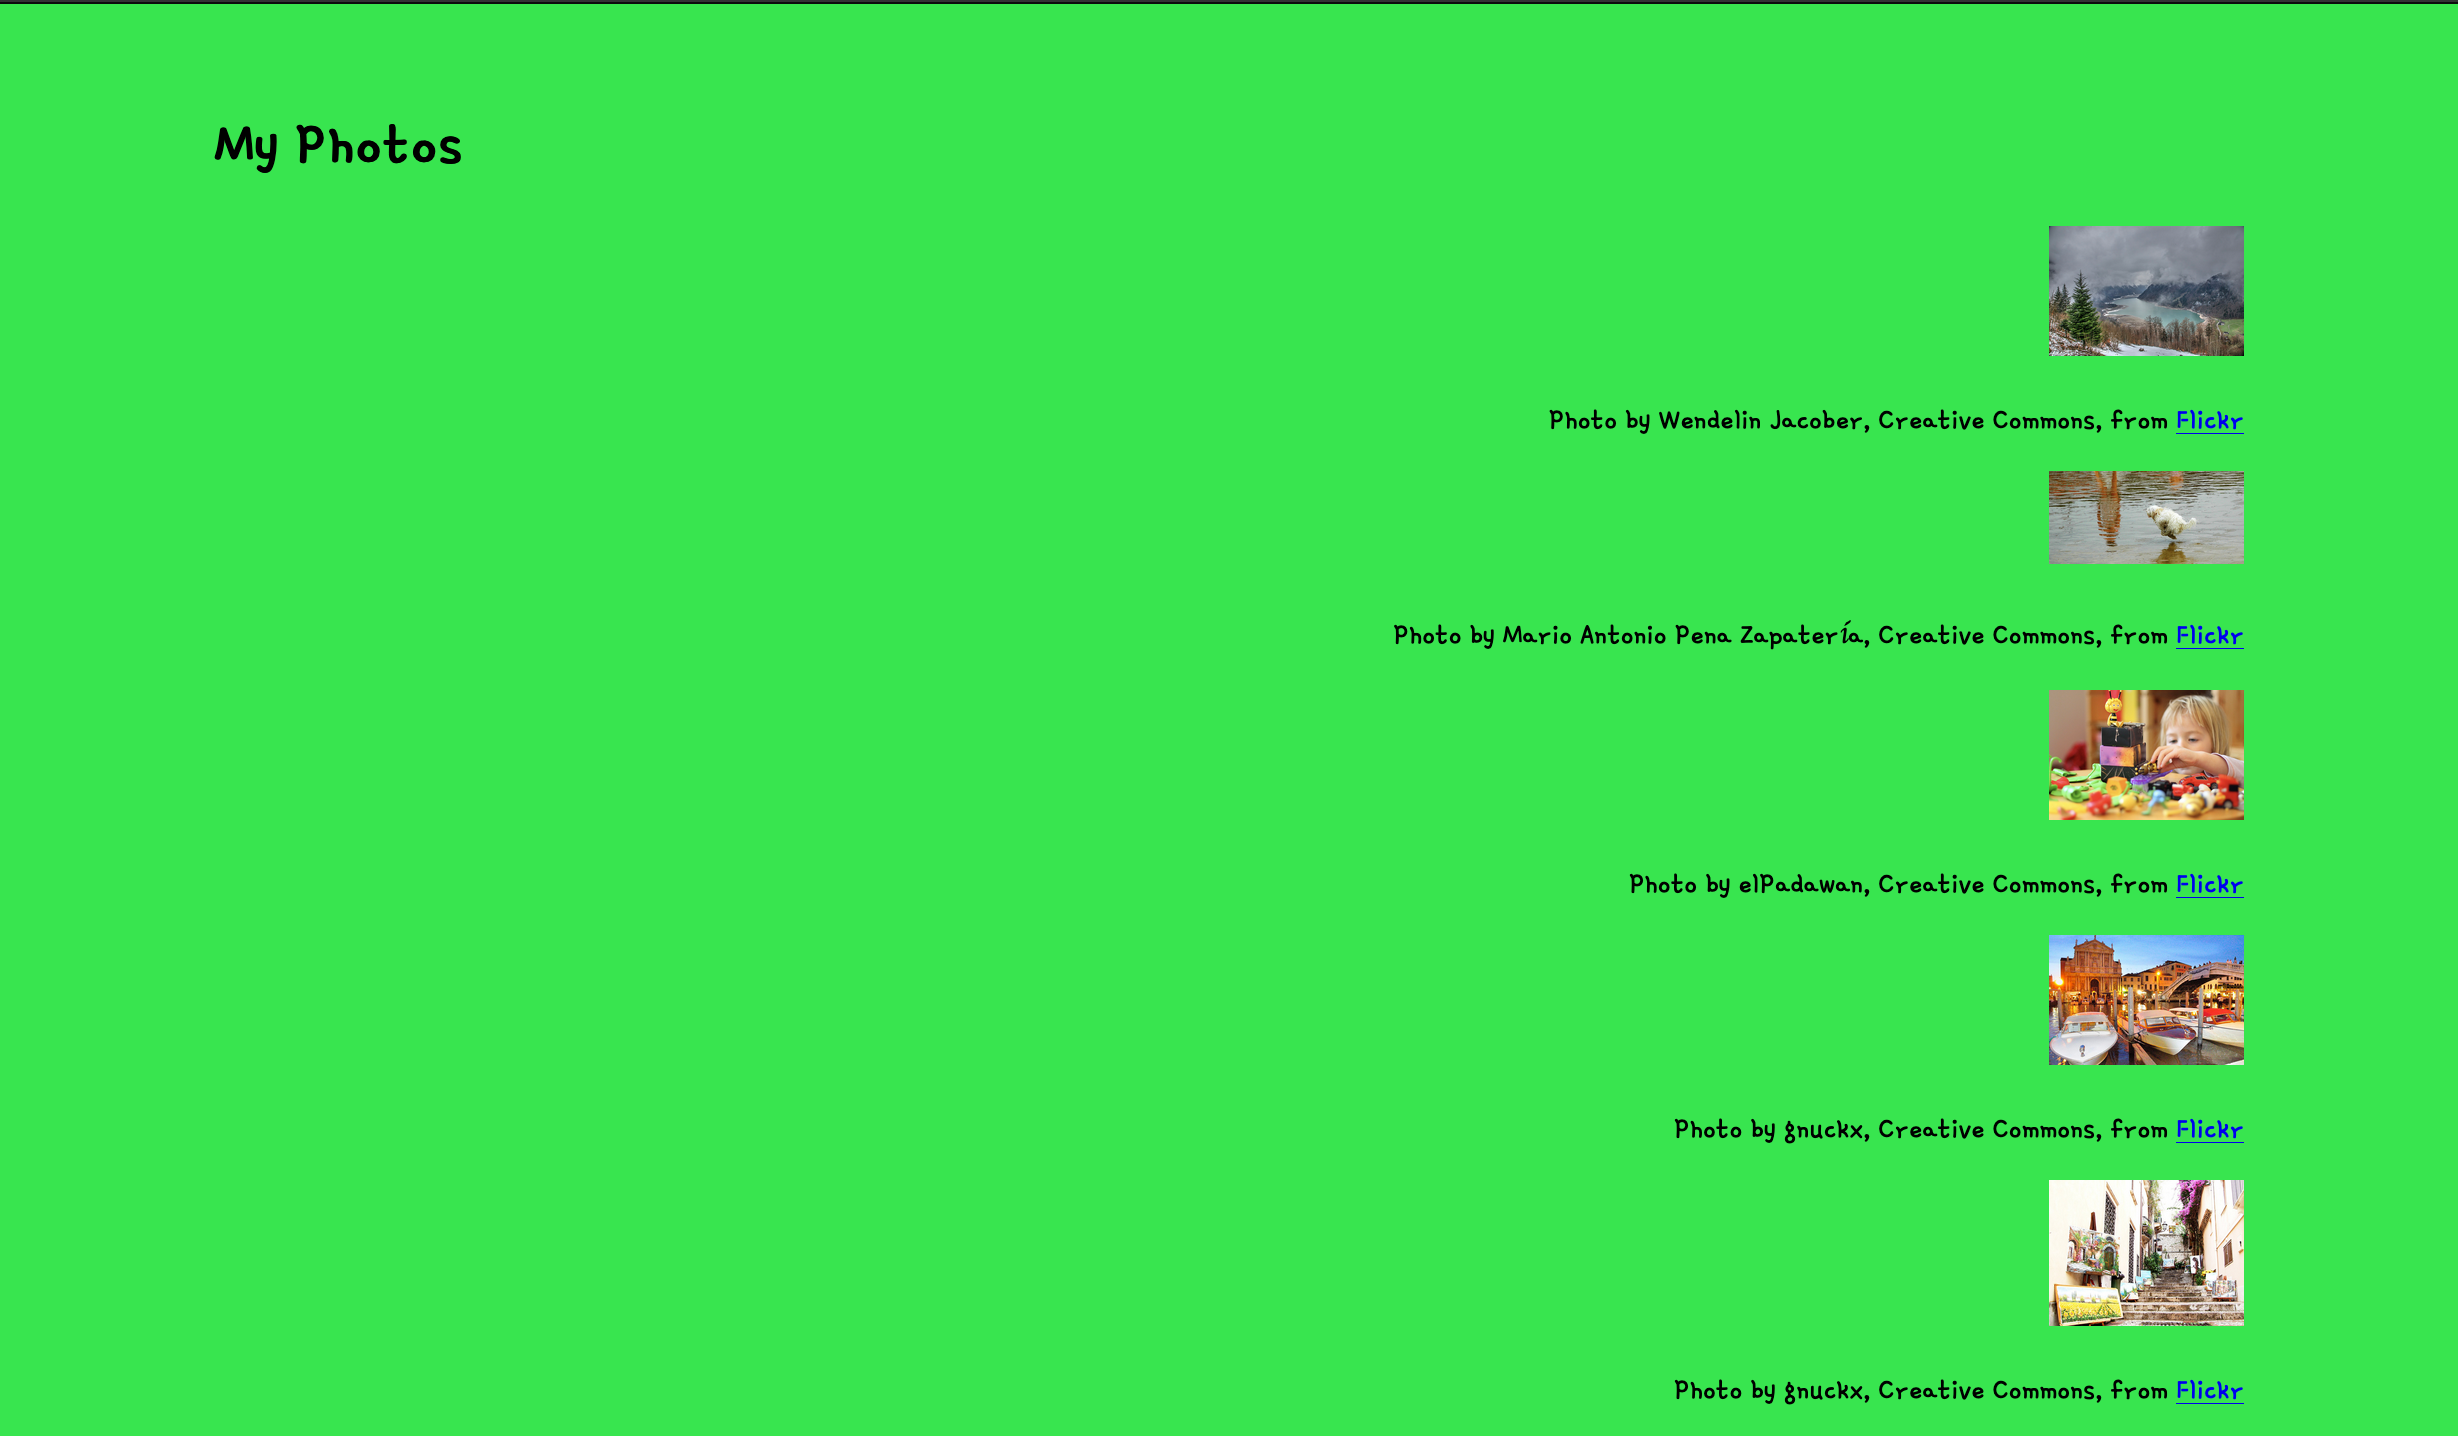 My Photos
Photo by Wendelin Jacober, Creative Commons, from Flickr
Photo by Mario Antonio Pena Zapatería, Creative Commons, from Flickr
Photo by elPadawan, Creative Commons, from Flickr
Photo by gnuckx, Creative Commons, from Flickr
Photo by gnuckx, Creative Commons, from Flickr